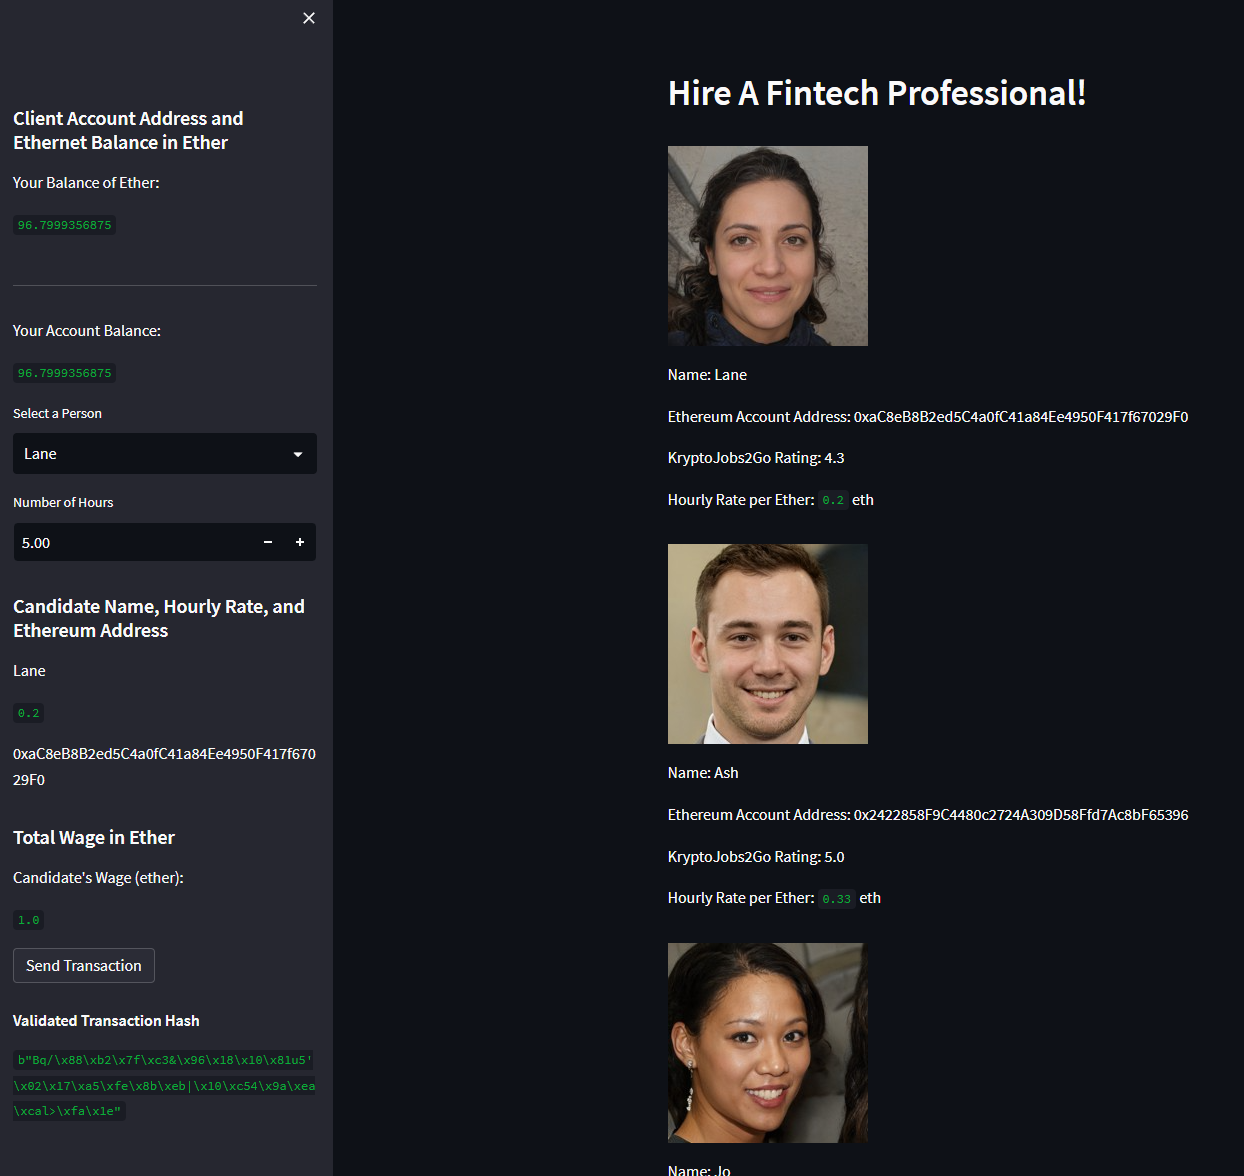 Client Account Address and
Ethernet Balance in Ether
Your Balance of Ether:
96.7999356875
Your Account Balance:
96.7999356875
Select a Person
Lane
Number of Hours
5.00
Candidate Name, Hourly Rate, and
Ethereum Address
Lane
0.2
0xaC8eB8B2ed5C4a0fC41a84Ee4950F417f670
29F0
Total Wage in Ether
Candidate's Wage (ether):
1.0
Send Transaction
Validated Transaction Hash
b"Bq/\x88\xb2\x7f\xc3&\x96\x18\x10\x81u5'
\x02\x17\xa5\xfe\x8b\xeb|\x10\xc54\x9a\xea
\xcal>\xfa\x1e"
Hire A Fintech Professional!
Name: Lane
Ethereum Account Address: 0xaC8eB8B2ed5C4a0fC41a84Ee4950F417f67029F0
KryptoJobs2Go Rating: 4.3
Hourly Rate per Ether: 0.2 eth
Name: Ash
Ethereum Account Address: 0x2422858F9C4480c2724A309D58Ffd7Ac8bF65396
KryptoJobs2Go Rating: 5.0
Hourly Rate per Ether: 0.33 eth
Name: Jo